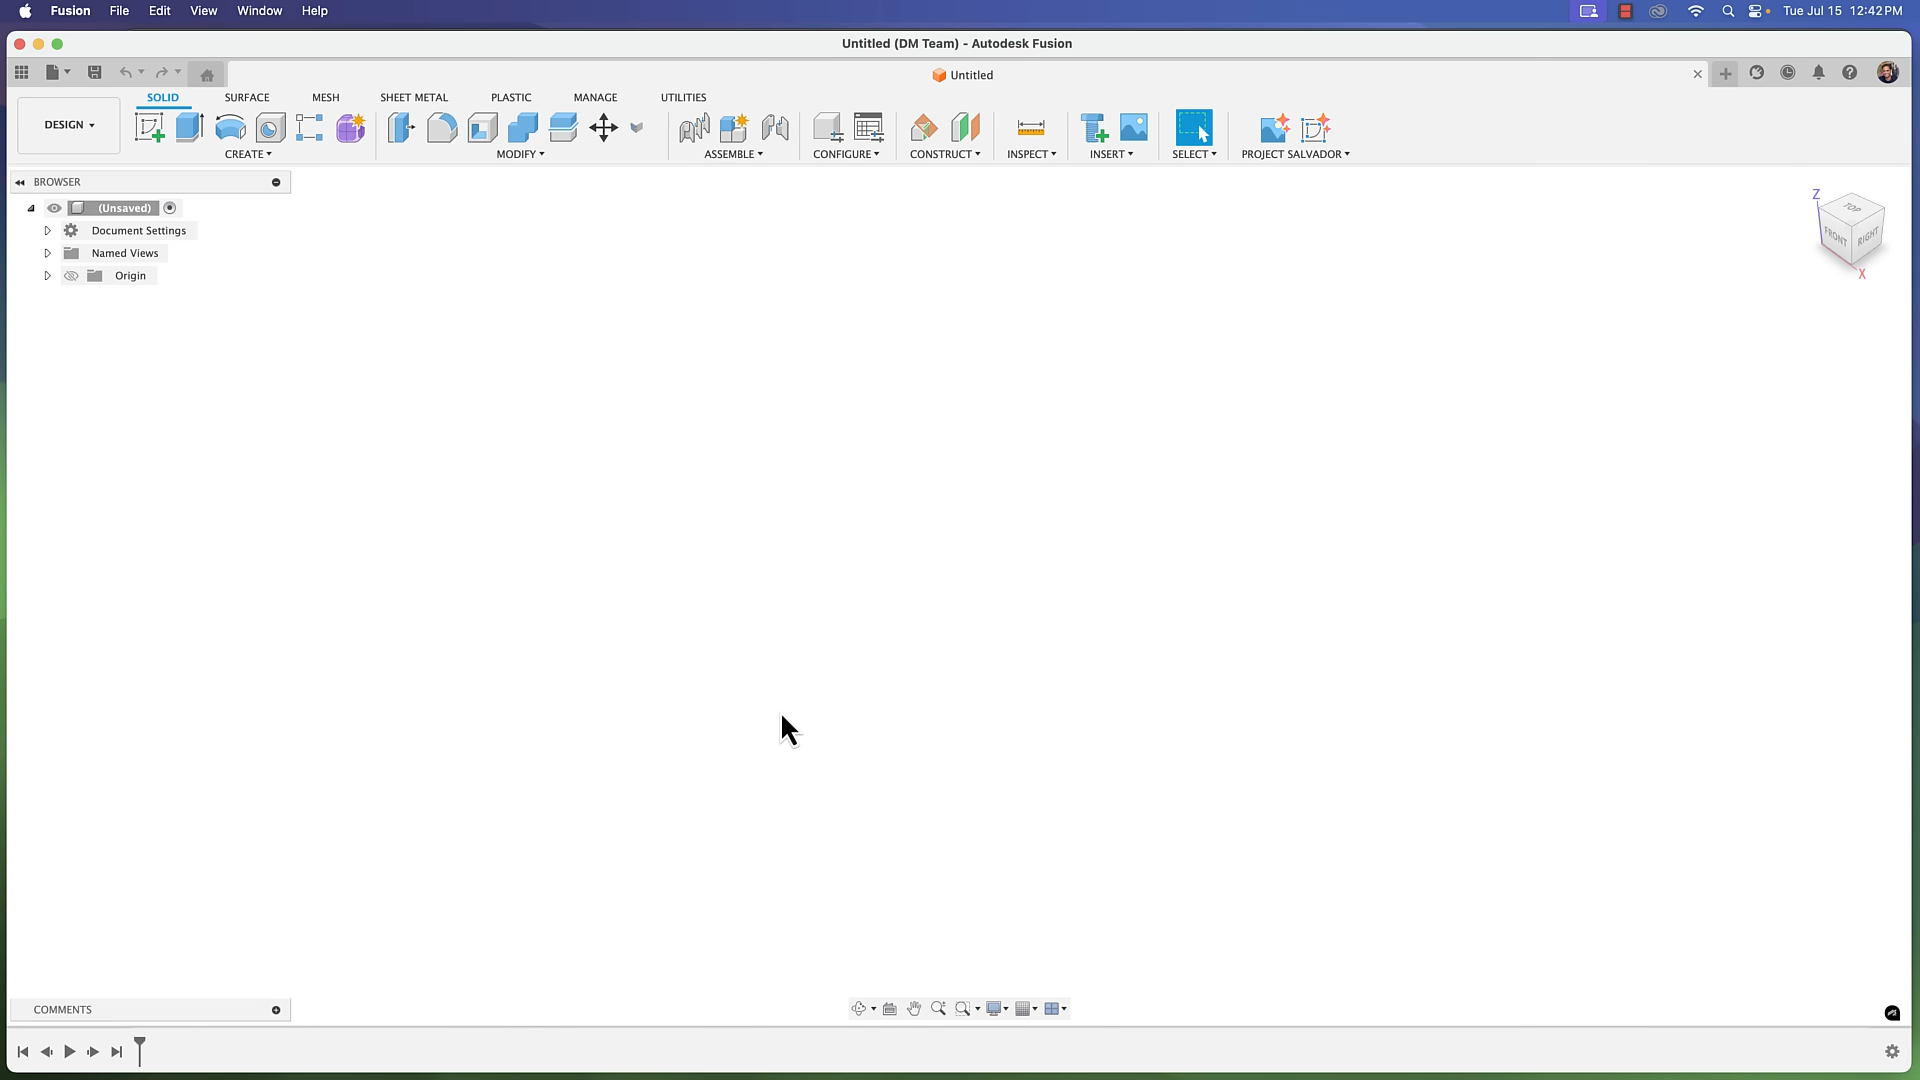 Fusion File Edit View Window Help Tue Jul 15 12:42 PM
Untitled (DM Team) - Autodesk Fusion
Untitled
SOLID SURFACE MESH SHEET METAL PLASTIC MANAGE UTILITIES
DESIGN
CREATE MODIFY ASSEMBLE CONFIGURE CONSTRUCT INSPECT INSERT SELECT PROJECT SALVADOR
BROWSER
(Unsaved)
Document Settings
Named Views
Origin
Z
TOP
FRONT RIGHT
X
COMMENTS